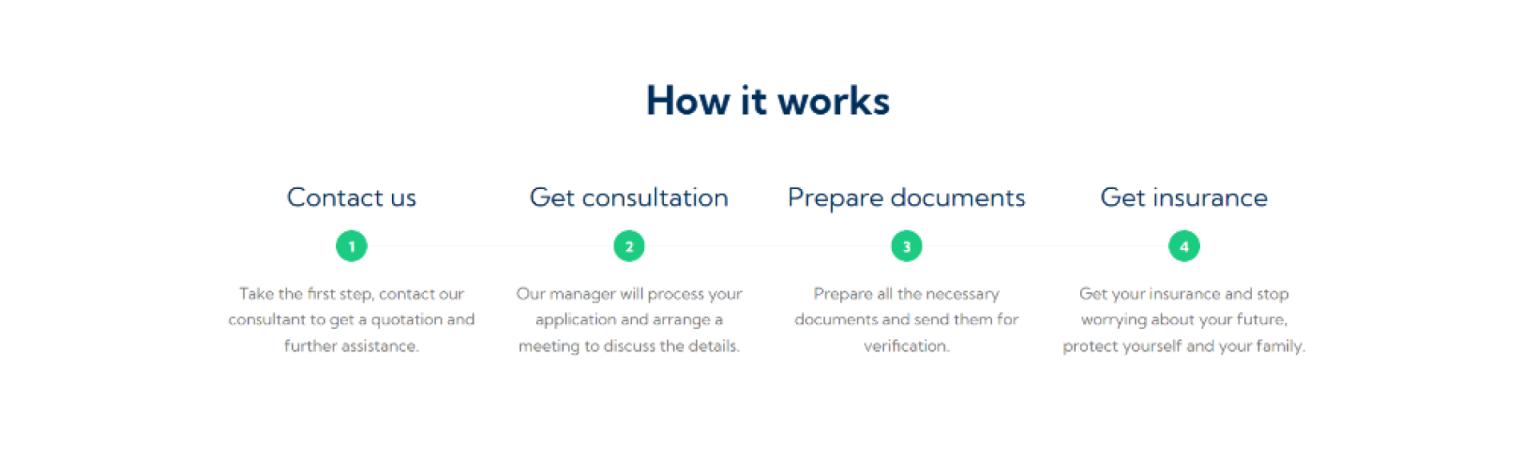 How it works
Contact us
1
Take the first step, contact our
consultant to get a quotation and
further assistance.
Get consultation
2
Our manager will process your
application and arrange a
meeting to discuss the details.
Prepare documents
3
Prepare all the necessary
documents and send them for
verification.
Get insurance
4
Get your insurance and stop
worrying about your future,
protect yourself and your family.